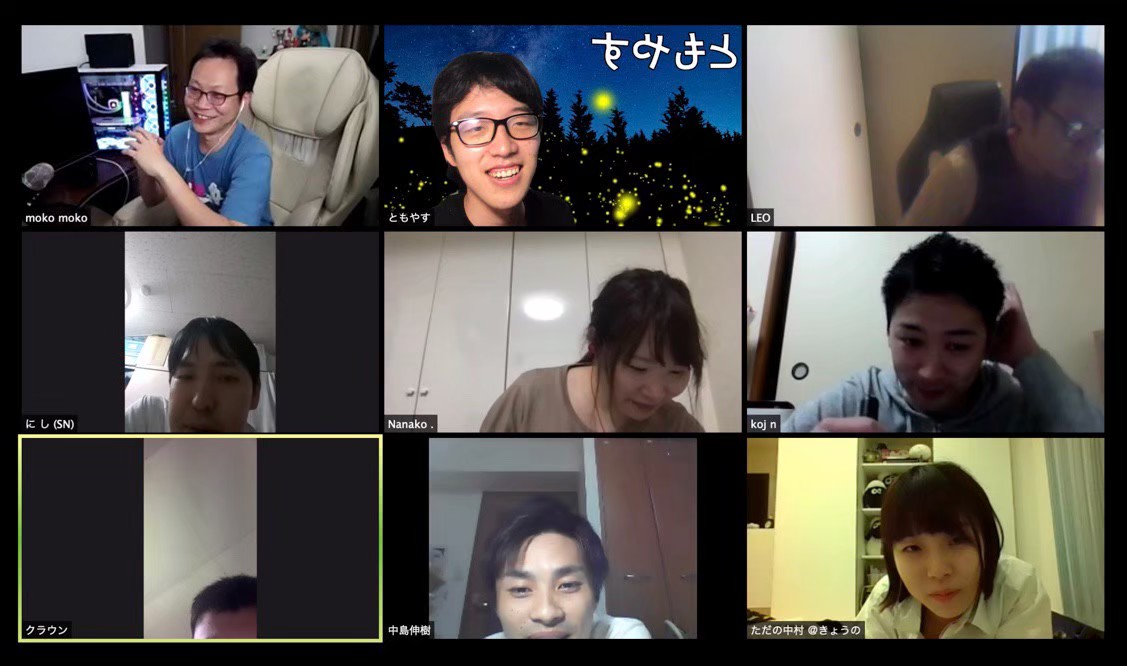 ともやす
moko moko
ともやす
LEO
に し (SN)
Nanako .
koj n
クラウン
中島伸樹
ただの中村 @きょうの